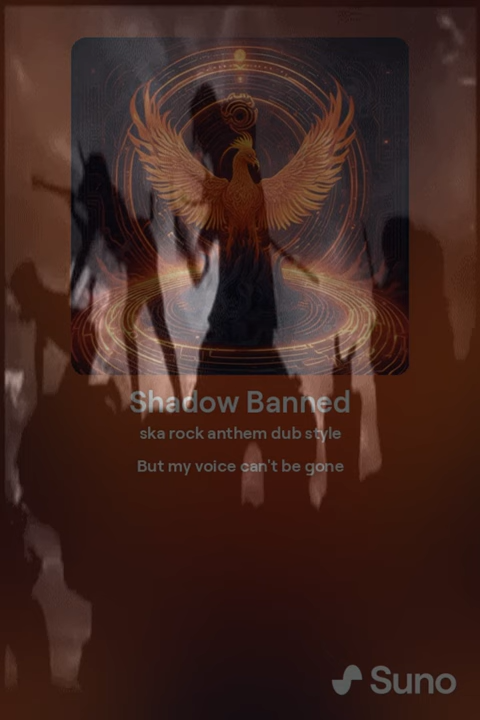 Shadow Banned
ska rock anthem dub style
But my voice can't be gone
Suno